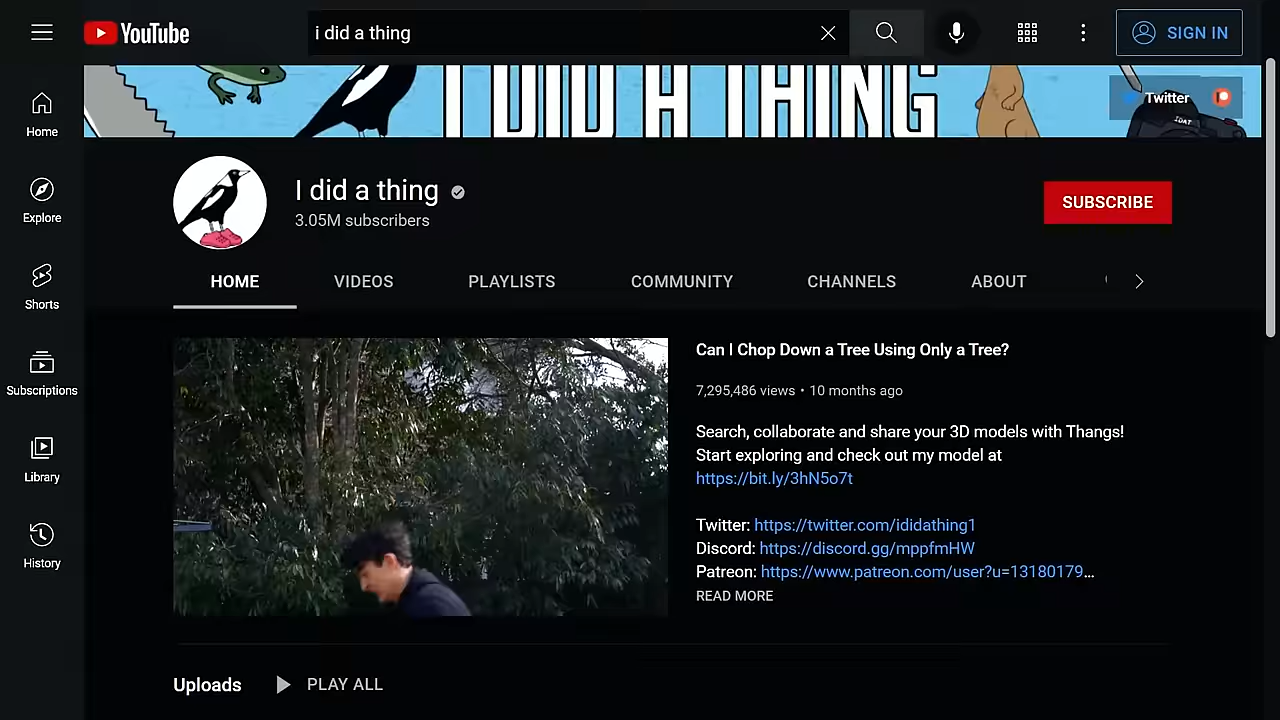 YouTube
i did a thing
SIGN IN
I DID A THING
Twitter
IDAT
Home
Explore
Shorts
Subscriptions
Library
History
I did a thing
3.05M subscribers
SUBSCRIBE
HOME VIDEOS PLAYLISTS COMMUNITY CHANNELS ABOUT
Can I Chop Down a Tree Using Only a Tree?
7,295,486 views • 10 months ago
Search, collaborate and share your 3D models with Thangs!
Start exploring and check out my model at
https://bit.ly/3hN5o7t
Twitter: https://twitter.com/ididathing1
Discord: https://discord.gg/mppfmHW
Patreon: https://www.patreon.com/user?u=13180179...
READ MORE
Uploads PLAY ALL